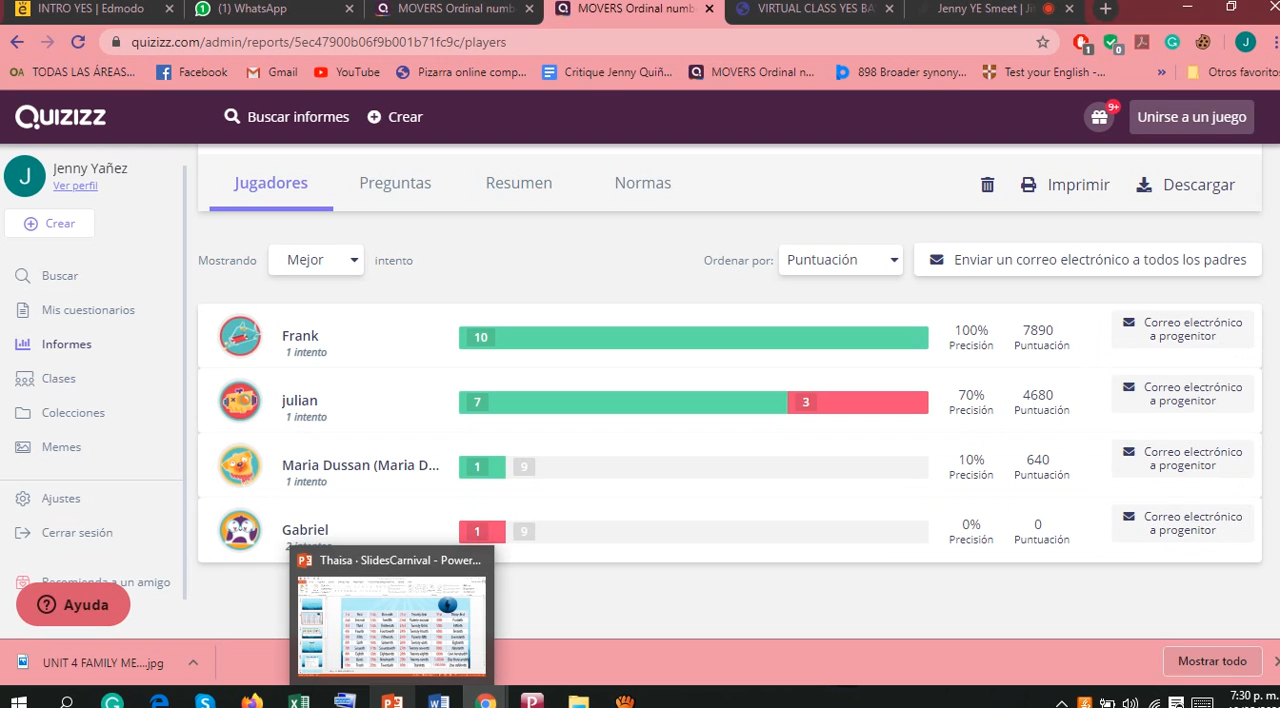 INTRO YES | Edmodo
(1) WhatsApp
MOVERS Ordinal numb
MOVERS Ordinal numb
VIRTUAL CLASS YES BA
Jenny YE Smeet | Ji
quizizz.com/admin/reports/5ec47900b06f9b001b71fc9c/players
TODAS LAS ÁREAS...
Facebook
Gmail
YouTube
Pizarra online comp...
Critique Jenny Quiñ...
MOVERS Ordinal n...
898 Broader synony...
Test your English -...
»
Otros favoritos
QUIZIZZ
Buscar informes
Crear
9+
Unirse a un juego
J
Jenny Yañez
Ver perfil
Crear
Buscar
Mis cuestionarios
Informes
Clases
Colecciones
Memes
Ajustes
Cerrar sesión
Recomienda a un amigo
Ayuda
Jugadores
Preguntas
Resumen
Normas
Imprimir
Descargar
Mostrando
Mejor
intento
Ordenar por:
Puntuación
Enviar un correo electrónico a todos los padres
Frank
1 intento
10
100%
Precisión
7890
Puntuación
Correo electrónico
a progenitor
julian
1 intento
7
3
70%
Precisión
4680
Puntuación
Correo electrónico
a progenitor
Maria Dussan (Maria D...
1 intento
1
9
10%
Precisión
640
Puntuación
Correo electrónico
a progenitor
Gabriel
2 intentos
1
9
0%
Precisión
0
Puntuación
Correo electrónico
a progenitor
Thaisa · SlidesCarnival - Power...
UNIT 4 FAMILY ME....jpg
Mostrar todo
7:30 p. m.